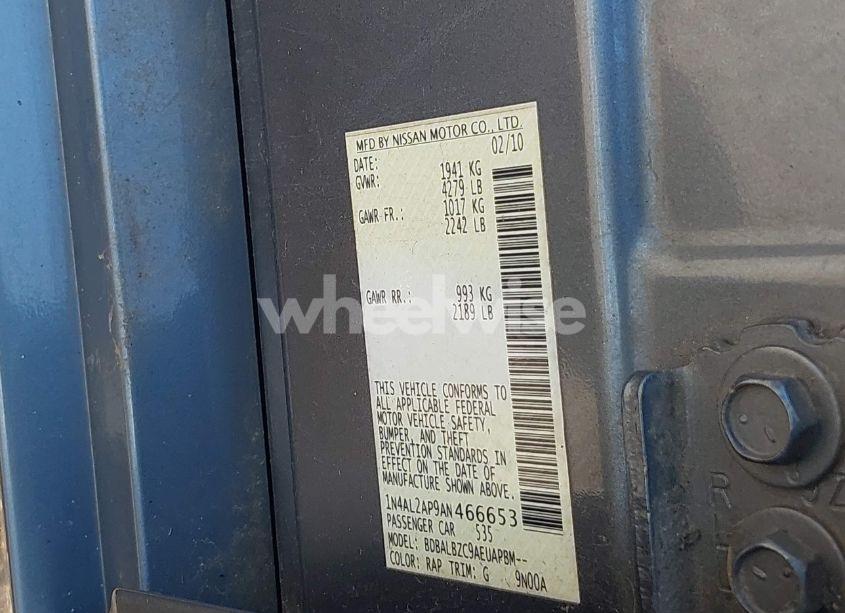 MFD BY NISSAN MOTOR CO., LTD.
DATE: 02/10
GVWR: 1941 KG
4279 LB
GAWR FR.: 1017 KG
2242 LB
GAWR RR.: 993 KG
2189 LB
THIS VEHICLE CONFORMS TO
ALL APPLICABLE FEDERAL
MOTOR VEHICLE SAFETY,
BUMPER, AND THEFT
PREVENTION STANDARDS IN
EFFECT ON THE DATE OF
MANUFACTURE SHOWN ABOVE.
1N4AL2AP9AN466653
PASSENGER CAR 535
MODEL: BDBALBZC9AEUAPBM--
COLOR: RAP TRIM: G 9N00A
wheelwise